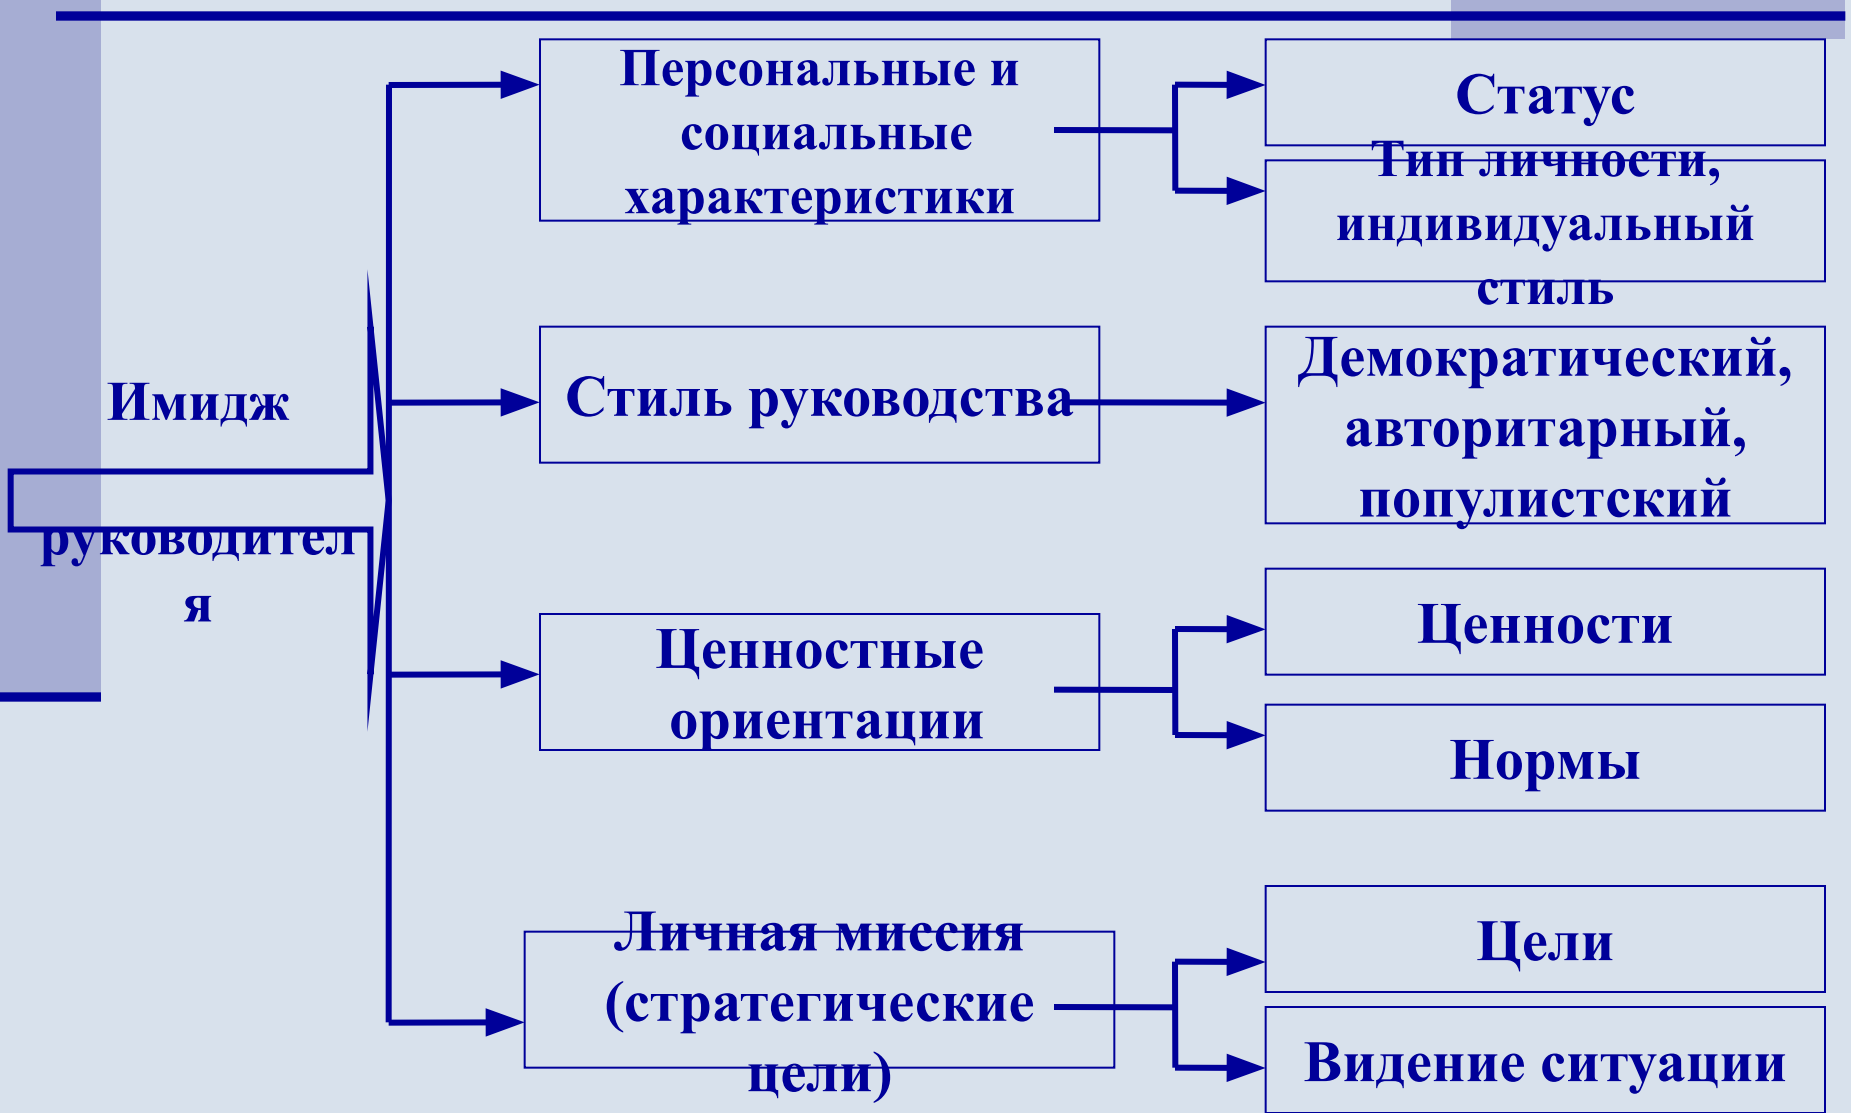 Имидж
руководител
я
Персональные и
социальные
характеристики
Статус
Тип личности,
индивидуальный
стиль
Стиль руководства
Демократический,
авторитарный,
популистский
Ценностные
ориентации
Ценности
Нормы
Личная миссия
(стратегические
цели)
Цели
Видение ситуации